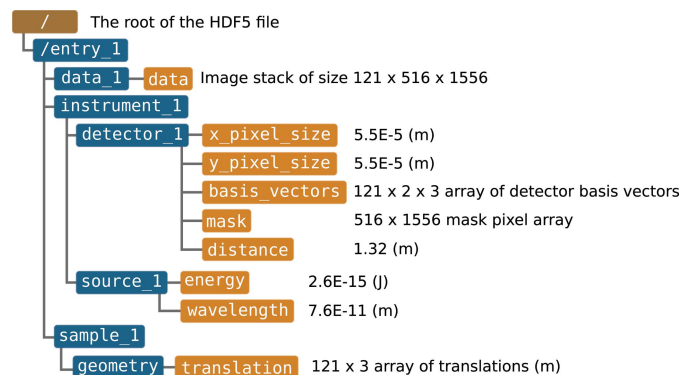 / The root of the HDF5 file
/entry_1
data_1 data Image stack of size 121 x 516 x 1556
instrument_1
detector_1 x_pixel_size 5.5E-5 (m)
y_pixel_size 5.5E-5 (m)
basis_vectors 121 x 2 x 3 array of detector basis vectors
mask 516 x 1556 mask pixel array
distance 1.32 (m)
source_1 energy 2.6E-15 (J)
wavelength 7.6E-11 (m)
sample_1
geometry translation 121 x 3 array of translations (m)